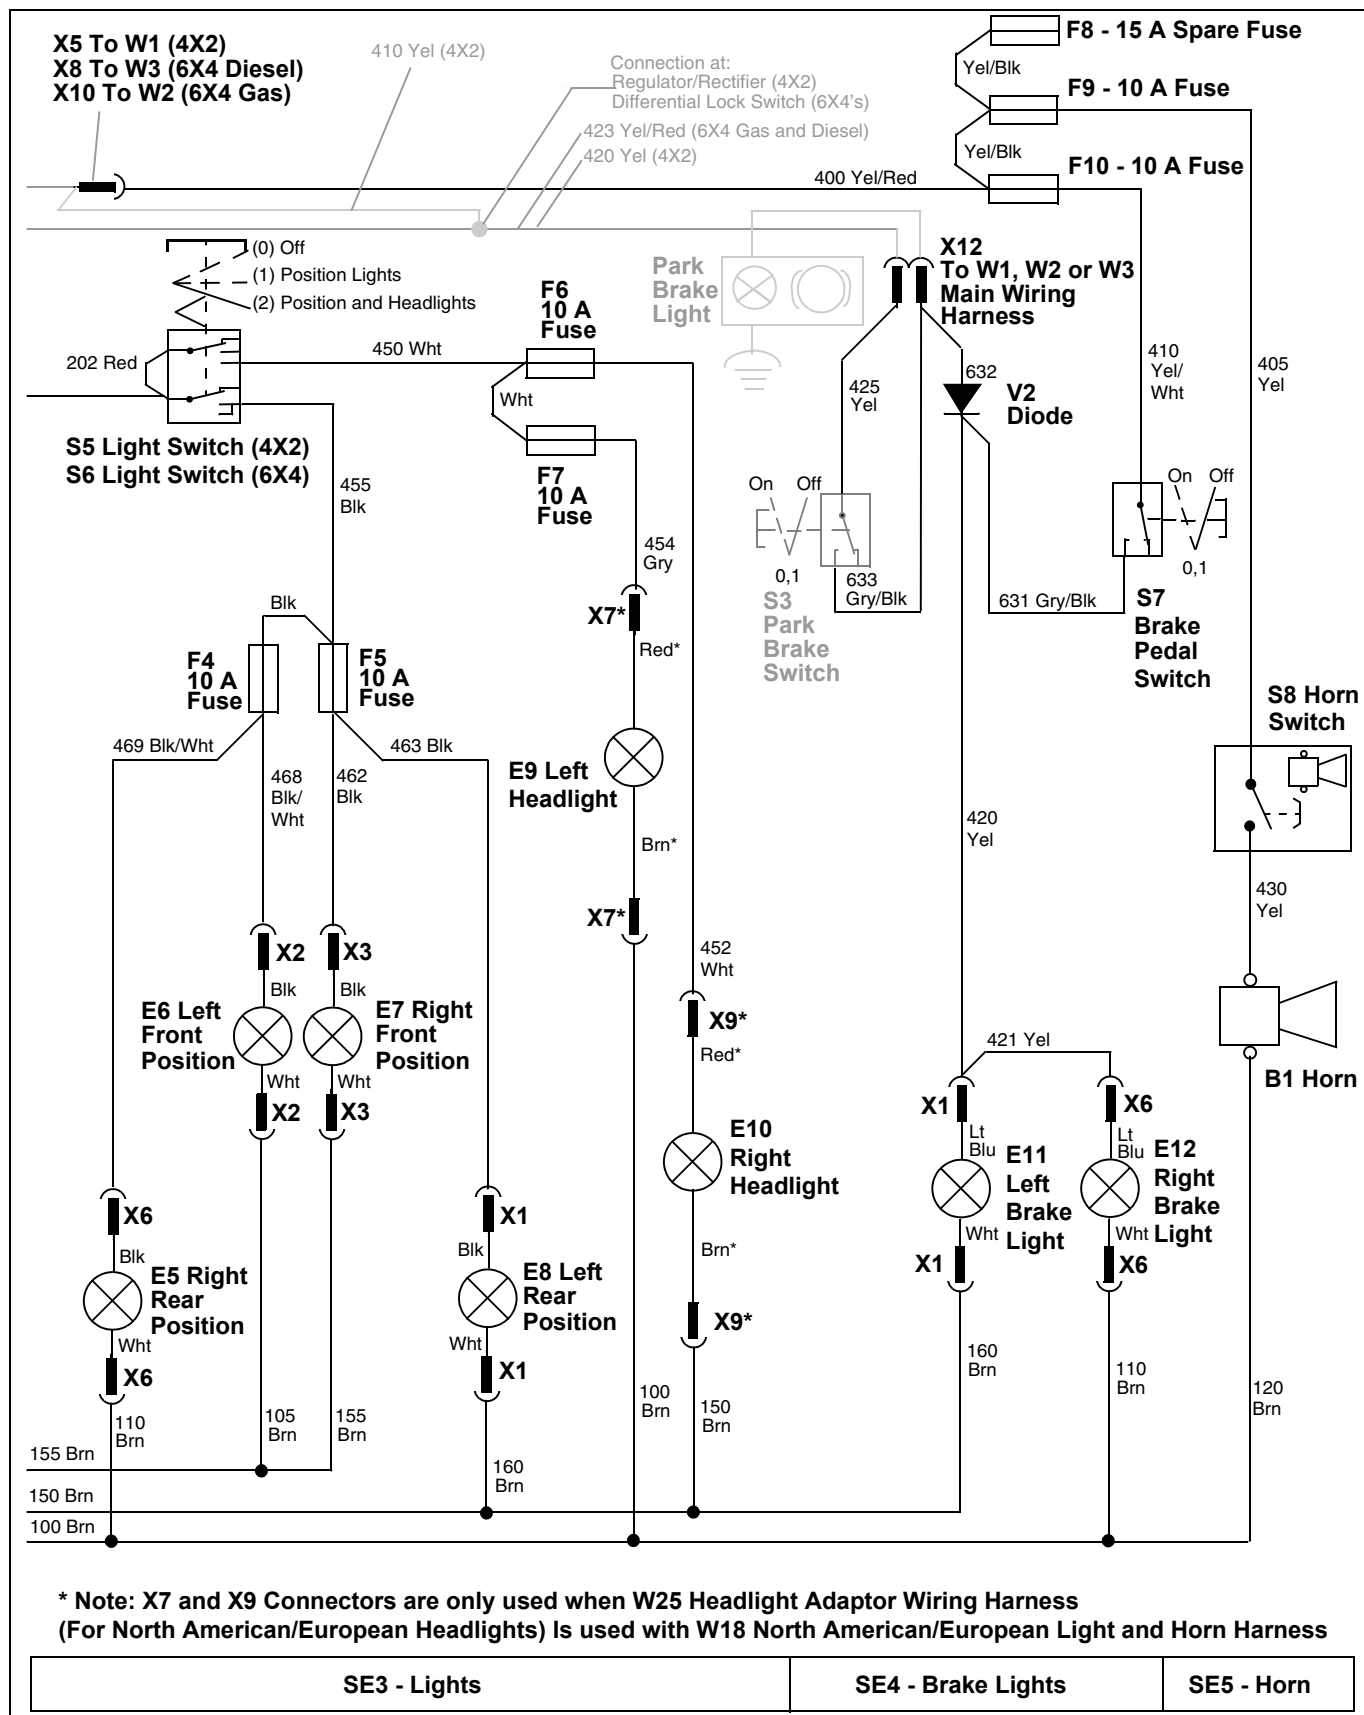 X5 To W1 (4X2)
X8 To W3 (6X4 Diesel)
X10 To W2 (6X4 Gas)
410 Yel (4X2)
Connection at:
Regulator/Rectifier (4X2)
Differential Lock Switch (6X4's)
423 Yel/Red (6X4 Gas and Diesel)
420 Yel (4X2)
F8 - 15 A Spare Fuse
Yel/Blk
F9 - 10 A Fuse
Yel/Blk
F10 - 10 A Fuse
400 Yel/Red
(0) Off
(1) Position Lights
(2) Position and Headlights
Park
Brake
Light
X12
To W1, W2 or W3
Main Wiring
Harness
F6
10 A
Fuse
202 Red
450 Wht
Wht
S5 Light Switch (4X2)
S6 Light Switch (6X4)
F7
10 A
Fuse
425
Yel
632
V2
Diode
410
Yel/
Wht
405
Yel
455
Blk
On
Off
0,1
On
Off
0,1
454
Gry
633
Gry/Blk
S3
Park
Brake
Switch
631 Gry/Blk
S7
Brake
Pedal
Switch
Blk
X7*
Red*
F4
10 A
Fuse
F5
10 A
Fuse
S8 Horn
Switch
469 Blk/Wht
463 Blk
468
Blk/
Wht
462
Blk
E9 Left
Headlight
Brn*
420
Yel
X7*
430
Yel
X2
X3
452
Wht
Blk
Blk
E6 Left
Front
Position
E7 Right
Front
Position
X9*
Red*
421 Yel
B1 Horn
Wht
Wht
X2
X3
X1
X6
Lt
Blu
Lt
Blu
E10
Right
Headlight
E11
Left
Brake
Light
E12
Right
Brake
Light
X6
X1
Wht
Wht
Blk
Blk
Brn*
X1
X6
E5 Right
Rear
Position
E8 Left
Rear
Position
X9*
Wht
Wht
X6
X1
160
Brn
110
Brn
110
Brn
105
Brn
155
Brn
100
Brn
150
Brn
120
Brn
155 Brn
160
Brn
150 Brn
100 Brn
* Note: X7 and X9 Connectors are only used when W25 Headlight Adaptor Wiring Harness
(For North American/European Headlights) Is used with W18 North American/European Light and Horn Harness
SE3 - Lights
SE4 - Brake Lights
SE5 - Horn